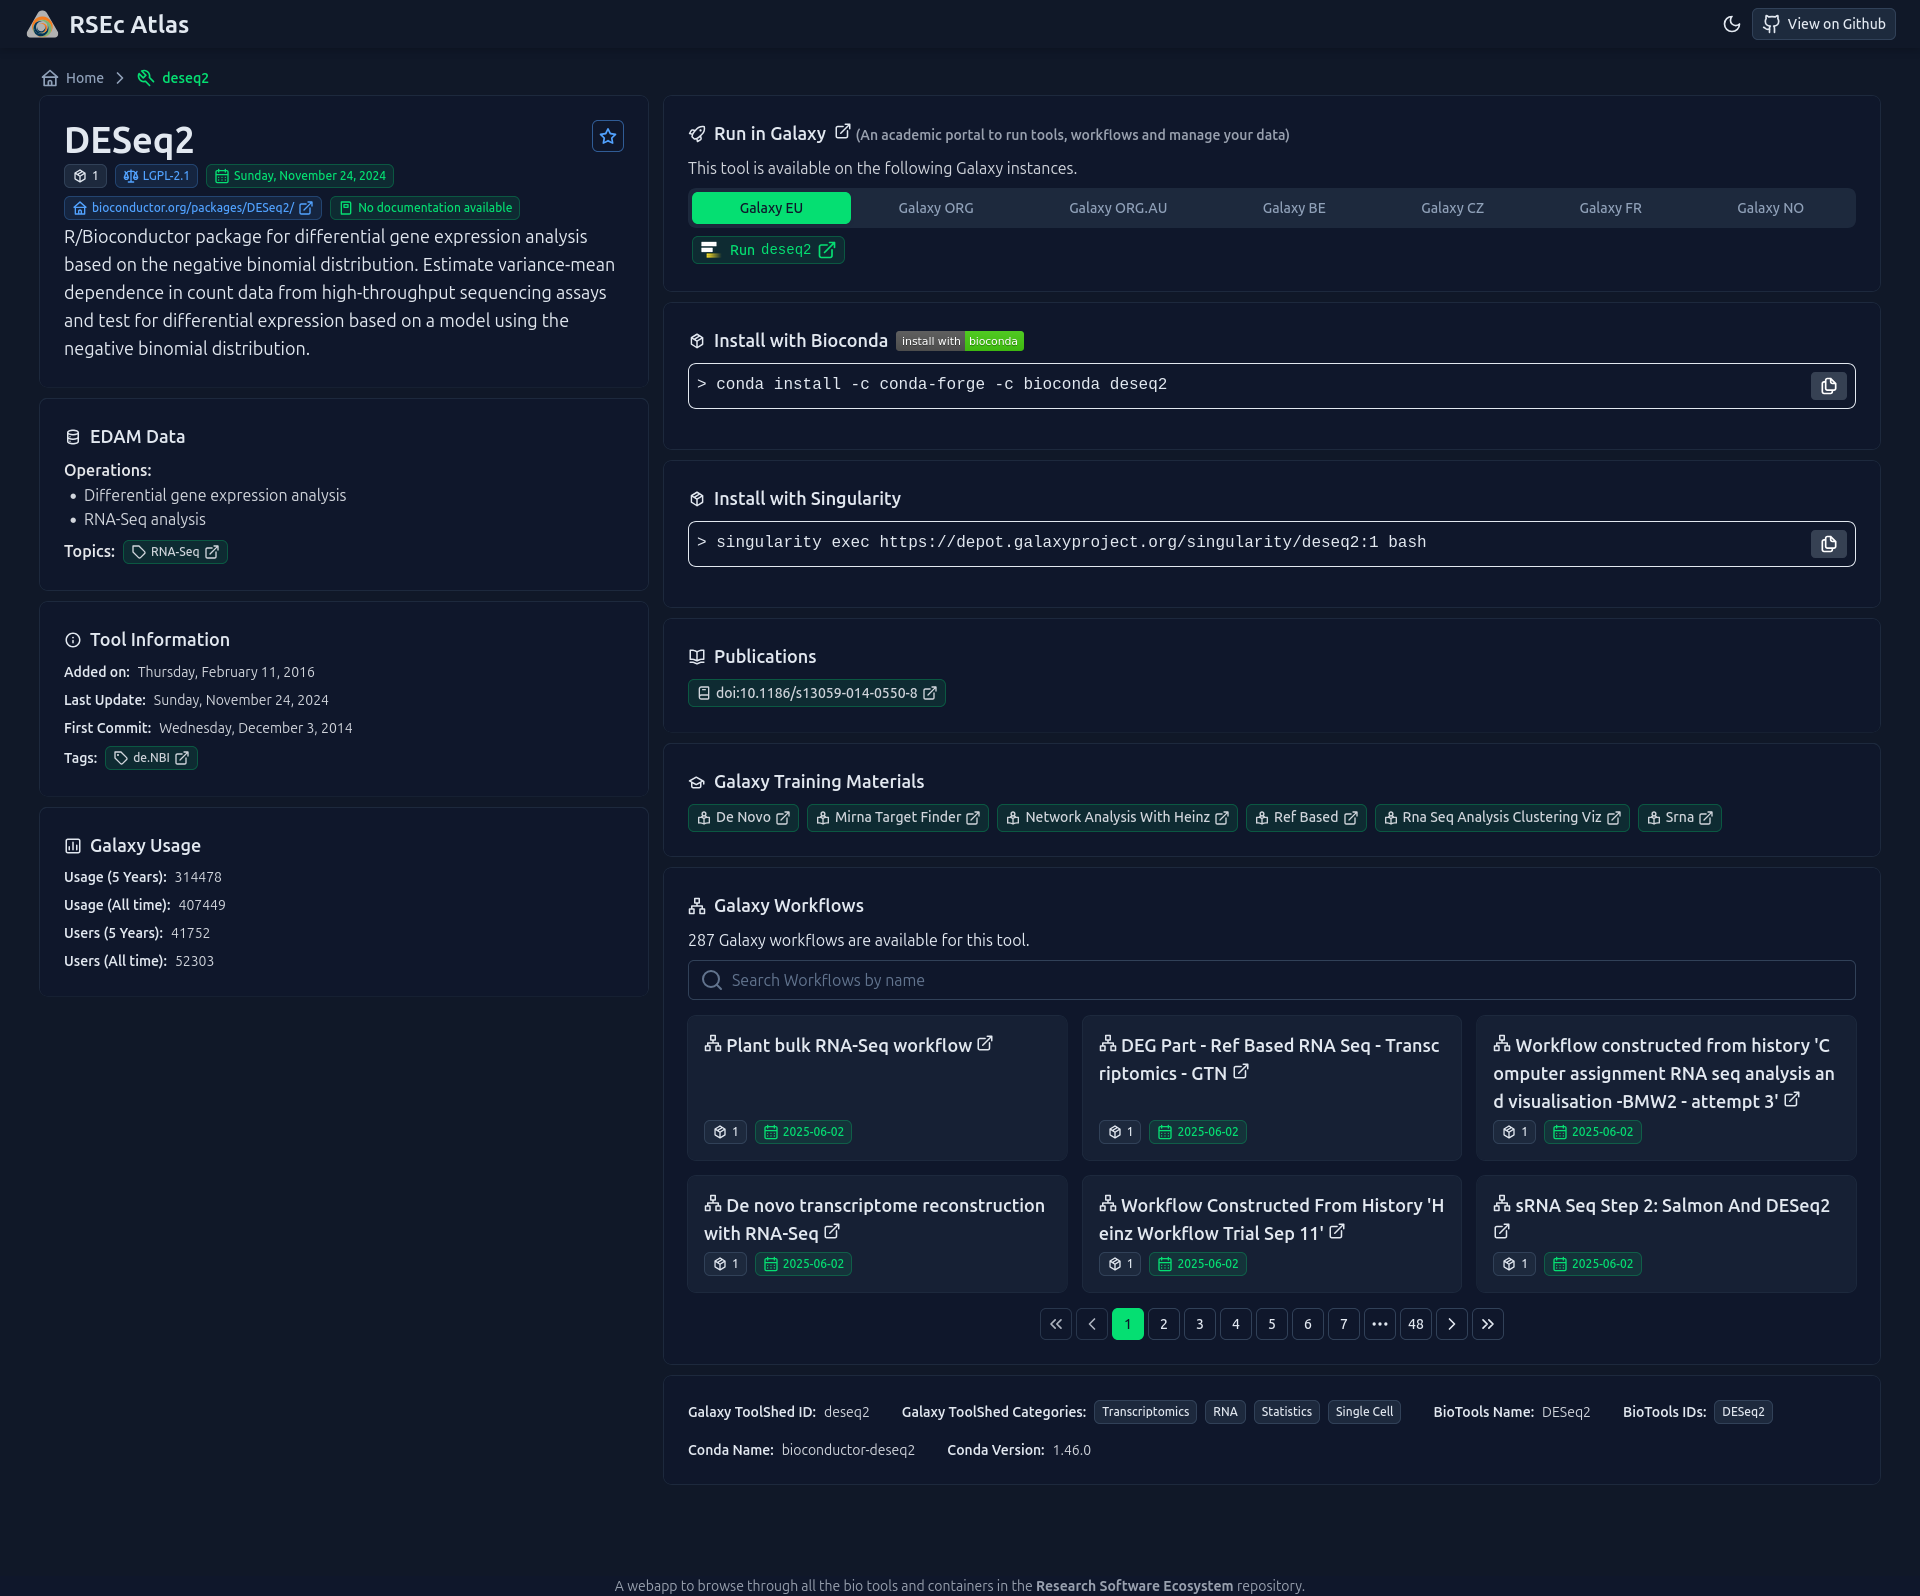 RSEc Atlas
View on Github
Home > deseq2
DESeq2
1 LGPL-2.1 Sunday, November 24, 2024
bioconductor.org/packages/DESeq2/ No documentation available
R/Bioconductor package for differential gene expression analysis
based on the negative binomial distribution. Estimate variance-mean
dependence in count data from high-throughput sequencing assays
and test for differential expression based on a model using the
negative binomial distribution.
EDAM Data
Operations:
• Differential gene expression analysis
• RNA-Seq analysis
Topics: RNA-Seq
Tool Information
Added on: Thursday, February 11, 2016
Last Update: Sunday, November 24, 2024
First Commit: Wednesday, December 3, 2014
Tags: de.NBI
Galaxy Usage
Usage (5 Years): 314478
Usage (All time): 407449
Users (5 Years): 41752
Users (All time): 52303
Run in Galaxy (An academic portal to run tools, workflows and manage your data)
This tool is available on the following Galaxy instances.
Galaxy EU Galaxy ORG Galaxy ORG.AU Galaxy BE Galaxy CZ Galaxy FR Galaxy NO
Run deseq2
Install with Bioconda install with bioconda
> conda install -c conda-forge -c bioconda deseq2
Install with Singularity
> singularity exec https://depot.galaxyproject.org/singularity/deseq2:1 bash
Publications
doi:10.1186/s13059-014-0550-8
Galaxy Training Materials
De Novo Mirna Target Finder Network Analysis With Heinz Ref Based Rna Seq Analysis Clustering Viz Srna
Galaxy Workflows
287 Galaxy workflows are available for this tool.
Search Workflows by name
Plant bulk RNA-Seq workflow
1 2025-06-02
DEG Part - Ref Based RNA Seq - Transc
riptomics - GTN
1 2025-06-02
Workflow constructed from history 'C
omputer assignment RNA seq analysis an
d visualisation -BMW2 - attempt 3'
1 2025-06-02
De novo transcriptome reconstruction
with RNA-Seq
1 2025-06-02
Workflow Constructed From History 'H
einz Workflow Trial Sep 11'
1 2025-06-02
sRNA Seq Step 2: Salmon And DESeq2
1 2025-06-02
1 2 3 4 5 6 7 ••• 48
Galaxy ToolShed ID: deseq2 Galaxy ToolShed Categories: Transcriptomics RNA Statistics Single Cell BioTools Name: DESeq2 BioTools IDs: DESeq2
Conda Name: bioconductor-deseq2 Conda Version: 1.46.0
A webapp to browse through all the bio tools and containers in the Research Software Ecosystem repository.